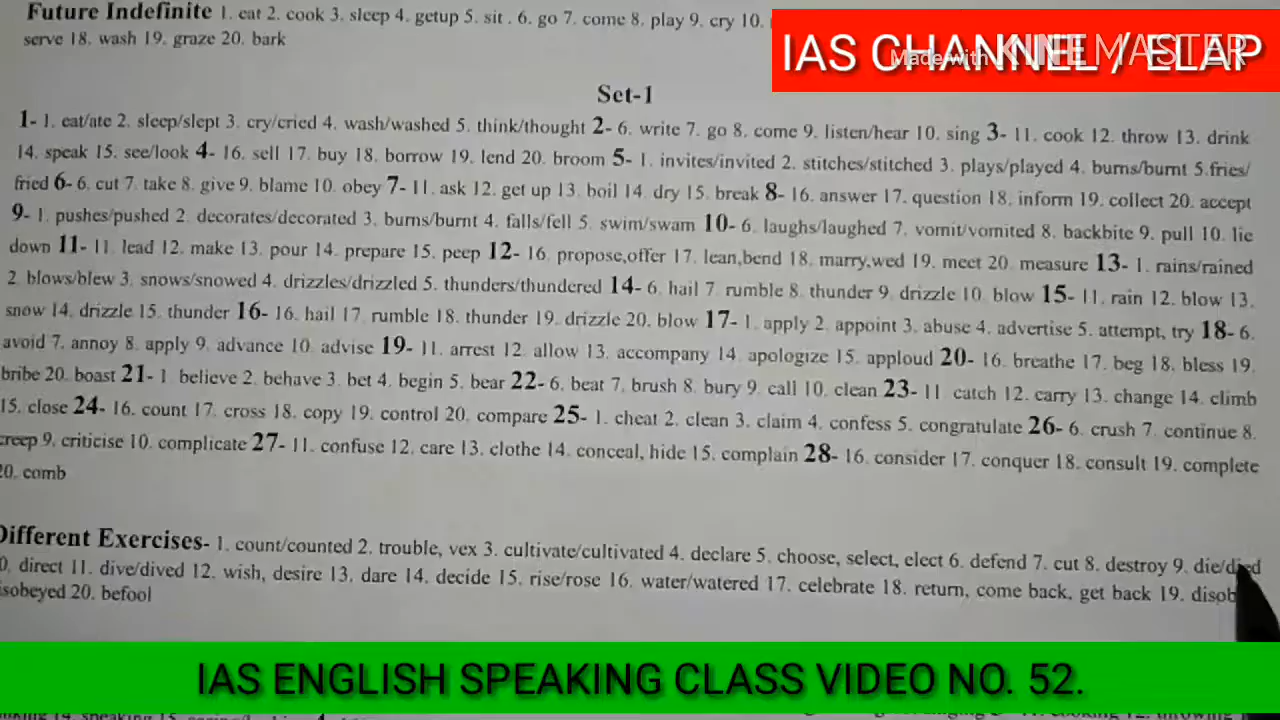 Future Indefinite 1. eat 2. cook 3. sleep 4. getup 5. sit . 6. go 7. come 8. play 9. cry 10.
serve 18. wash 19. graze 20. bark
IAS CHANNEL / ELAP
Made with KINEMASTER
Set-1
1- 1. eat/ate 2. sleep/slept 3. cry/cried 4. wash/washed 5. think/thought 2- 6. write 7. go 8. come 9. listen/hear 10. sing 3- 11. cook 12. throw 13. drink
14. speak 15. see/look 4- 16. sell 17. buy 18. borrow 19. lend 20. broom 5- 1. invites/invited 2. stitches/stitched 3. plays/played 4. burns/burnt 5.fries/
fried 6- 6. cut 7. take 8. give 9. blame 10. obey 7- 11. ask 12. get up 13. boil 14. dry 15. break 8- 16. answer 17. question 18. inform 19. collect 20. accept
9- 1. pushes/pushed 2. decorates/decorated 3. burns/burnt 4. falls/fell 5. swim/swam 10- 6. laughs/laughed 7. vomit/vomited 8. backbite 9. pull 10. lie
down 11- 11. lead 12. make 13. pour 14. prepare 15. peep 12- 16. propose,offer 17. lean,bend 18. marry,wed 19. meet 20. measure 13- 1. rains/rained
2. blows/blew 3. snows/snowed 4. drizzles/drizzled 5. thunders/thundered 14- 6. hail 7. rumble 8. thunder 9. drizzle 10. blow 15- 11. rain 12. blow 13.
snow 14. drizzle 15. thunder 16- 16. hail 17. rumble 18. thunder 19. drizzle 20. blow 17- 1. apply 2. appoint 3. abuse 4. advertise 5. attempt, try 18- 6.
avoid 7. annoy 8. apply 9. advance 10. advise 19- 11. arrest 12. allow 13. accompany 14. apologize 15. apploud 20- 16. breathe 17. beg 18. bless 19.
bribe 20. boast 21- 1. believe 2. behave 3. bet 4. begin 5. bear 22- 6. beat 7. brush 8. bury 9. call 10. clean 23- 11 catch 12. carry 13. change 14. climb
15. close 24- 16. count 17. cross 18. copy 19. control 20. compare 25- 1. cheat 2. clean 3. claim 4. confess 5. congratulate 26- 6. crush 7. continue 8.
creep 9. criticise 10. complicate 27- 11. confuse 12. care 13. clothe 14. conceal, hide 15. complain 28- 16. consider 17. conquer 18. consult 19. complete
20. comb
Different Exercises- 1. count/counted 2. trouble, vex 3. cultivate/cultivated 4. declare 5. choose, select, elect 6. defend 7. cut 8. destroy 9. die/died
0. direct 11. dive/dived 12. wish, desire 13. dare 14. decide 15. rise/rose 16. water/watered 17. celebrate 18. return, come back, get back 19. disob
isobeyed 20. befool
IAS ENGLISH SPEAKING CLASS VIDEO NO. 52.